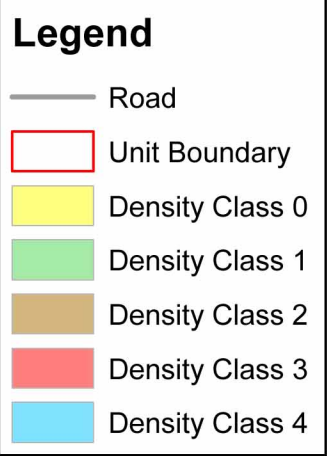 Legend
Road
Unit Boundary
Density Class 0
Density Class 1
Density Class 2
Density Class 3
Density Class 4